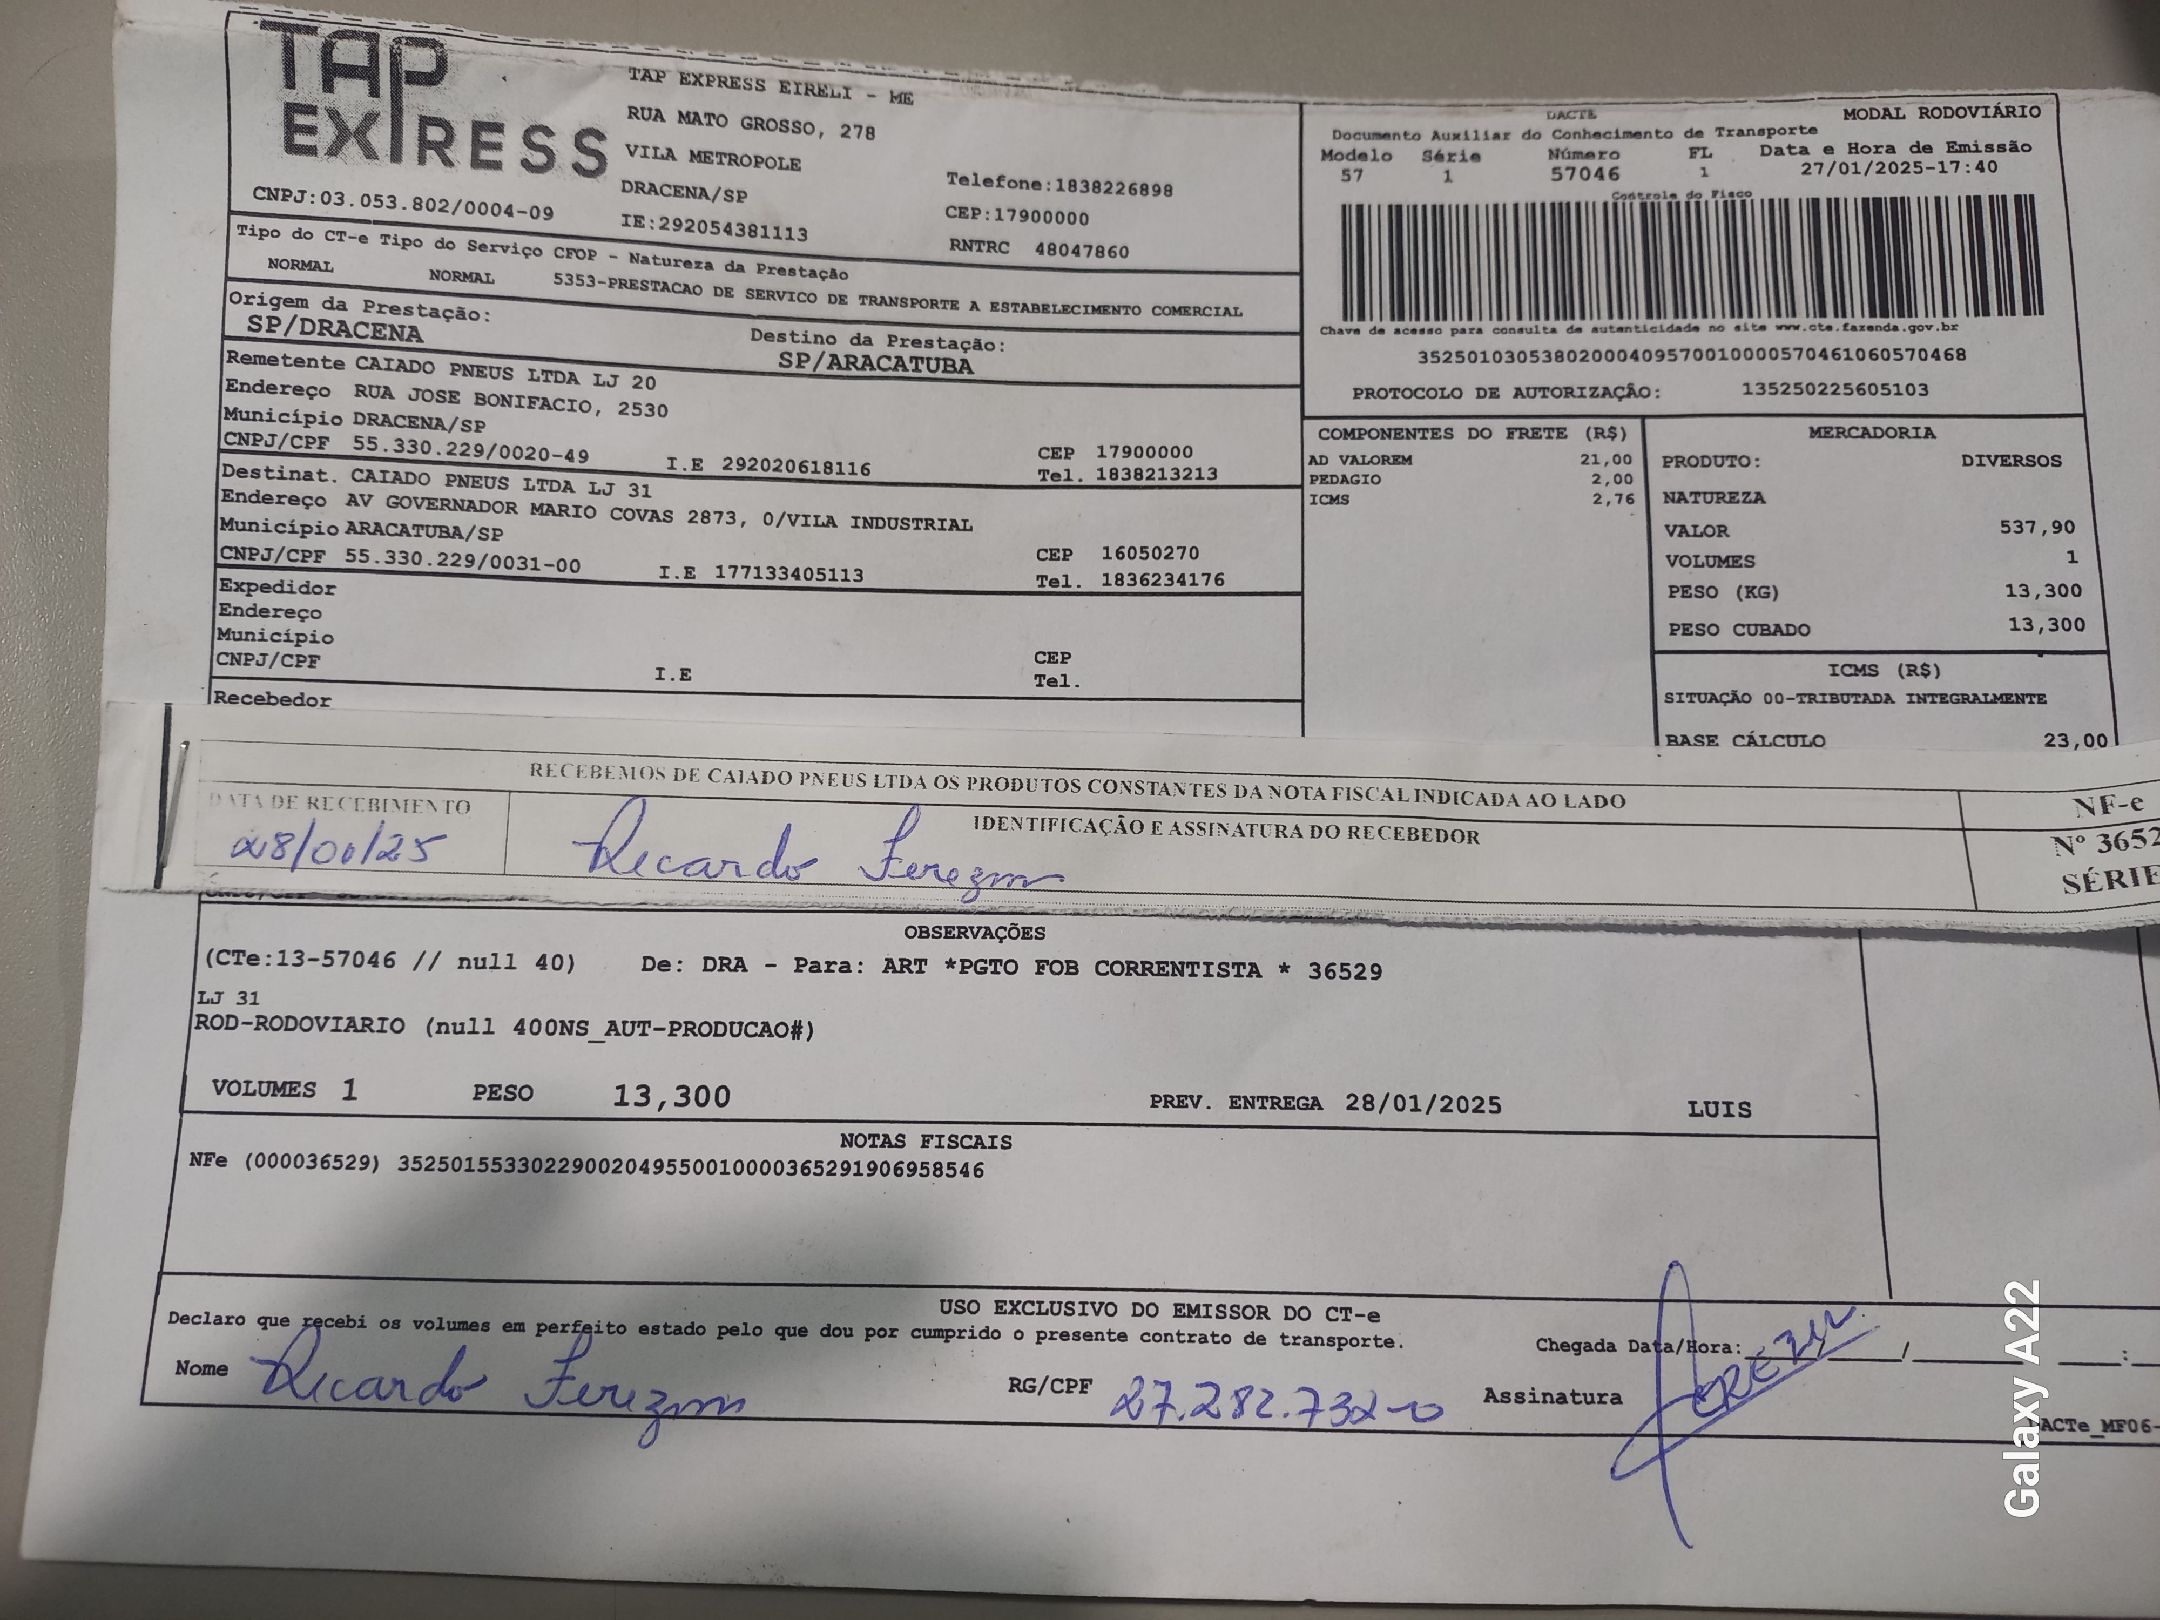 TAP
EXPRESS
TAP EXPRESS EIRELI - ME
RUA MATO GROSSO, 278
VILA METROPOLE
DRACENA/SP
Telefone:1838226898
CNPJ:03.053.802/0004-09
IE:292054381113
CEP:17900000
RNTRC 48047860
DACTE
MODAL RODOVIÁRIO
Documento Auxiliar do Conhecimento de Transporte
Modelo Série Número FL Data e Hora de Emissão
57 1 57046 1 27/01/2025-17:40
Controle do Fisco
Chave de acesso para consulta de autenticidade no site www.cte.fazenda.gov.br
35250103053802000409570010000570461060570468
PROTOCOLO DE AUTORIZAÇÃO: 135250225605103
Tipo do CT-e Tipo do Serviço CFOP - Natureza da Prestação
NORMAL NORMAL 5353-PRESTACAO DE SERVICO DE TRANSPORTE A ESTABELECIMENTO COMERCIAL
Origem da Prestação:
SP/DRACENA
Destino da Prestação:
SP/ARACATUBA
Remetente CAIADO PNEUS LTDA LJ 20
Endereço RUA JOSE BONIFACIO, 2530
Município DRACENA/SP
CEP 17900000
CNPJ/CPF 55.330.229/0020-49 I.E 292020618116 Tel. 1838213213
Destinat. CAIADO PNEUS LTDA LJ 31
Endereço AV GOVERNADOR MARIO COVAS 2873, 0/VILA INDUSTRIAL
Município ARACATUBA/SP
CEP 16050270
CNPJ/CPF 55.330.229/0031-00 I.E 177133405113 Tel. 1836234176
Expedidor
Endereço
Município
CEP
CNPJ/CPF I.E Tel.
Recebedor
COMPONENTES DO FRETE (R$)
AD VALOREM 21,00
PEDAGIO 2,00
ICMS 2,76
MERCADORIA
PRODUTO: DIVERSOS
NATUREZA
VALOR 537,90
VOLUMES 1
PESO (KG) 13,300
PESO CUBADO 13,300
ICMS (R$)
SITUAÇÃO 00-TRIBUTADA INTEGRALMENTE
BASE CÁLCULO 23,00
RECEBEMOS DE CAIADO PNEUS LTDA OS PRODUTOS CONSTANTES DA NOTA FISCAL INDICADA AO LADO
NF-e
DATA DE RECEBIMENTO
IDENTIFICAÇÃO E ASSINATURA DO RECEBEDOR
Nº 3652
SÉRIE
28/01/25
Ricardo
OBSERVAÇÕES
(CTe:13-57046 // null 40) De: DRA - Para: ART *PGTO FOB CORRENTISTA * 36529
LJ 31
ROD-RODOVIARIO (null 400NS_AUT-PRODUCAO#)
VOLUMES 1 PESO 13,300 PREV. ENTREGA 28/01/2025 LUIS
NOTAS FISCAIS
NFe (000036529) 35250155330229002049550010000365291906958546
USO EXCLUSIVO DO EMISSOR DO CT-e
Declaro que recebi os volumes em perfeito estado pelo que dou por cumprido o presente contrato de transporte.
Chegada Data/Hora: / :
Nome Ricardo
RG/CPF 27.282.732-0
Assinatura
ACTe_MF06-
Galaxy A22